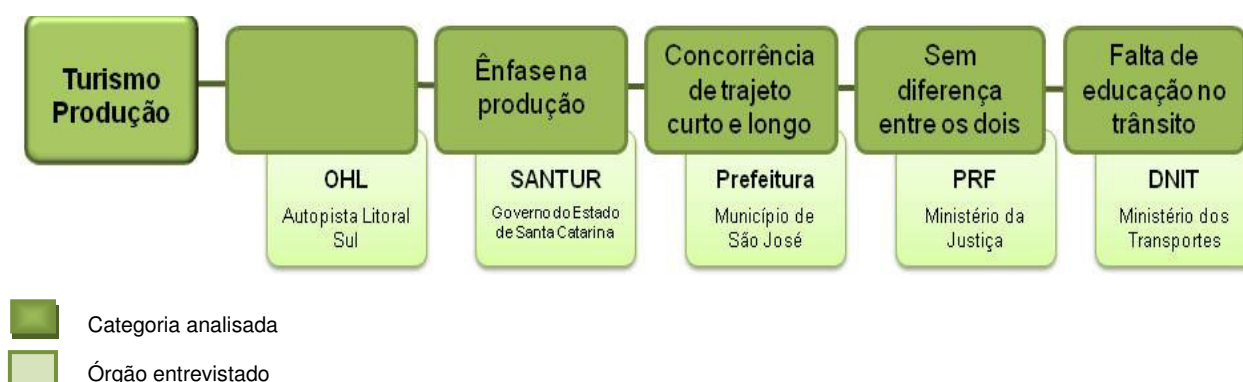 Turismo
Produção
Ênfase na
produção
Concorrência
de trajeto
curto e longo
Sem
diferença
entre os dois
Falta de
educação no
trânsito
OHL
Autopista Litoral
Sul
SANTUR
Governo do Estado
de Santa Catarina
Prefeitura
Município de
São José
PRF
Ministério da
Justiça
DNIT
Ministério dos
Transportes
Categoria analisada
Órgão entrevistado